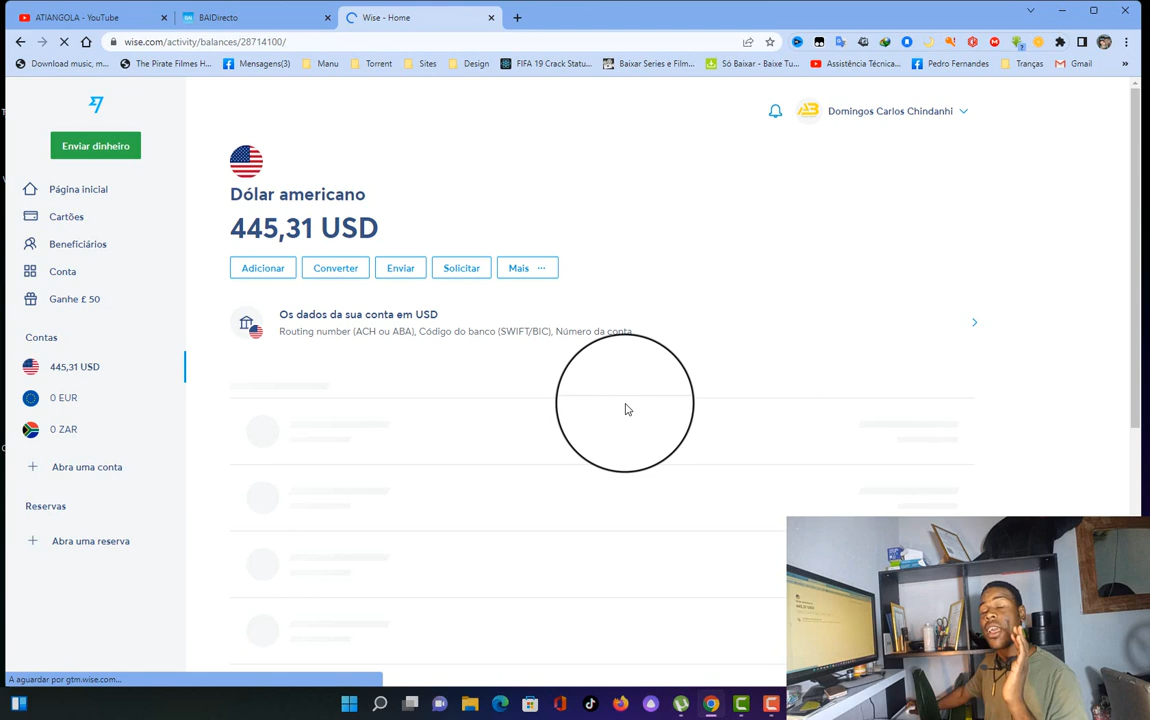 ATIANGOLA - YouTube
BAIDirecto
Wise - Home
wise.com/activity/balances/28714100/
Download music, m...
The Pirate Filmes H...
Mensagens(3)
Manu
Torrent
Sites
Design
FIFA 19 Crack Statu...
Baixar Series e Film...
Só Baixar - Baixe Tu...
Assistência Técnica...
Pedro Fernandes
Tranças
Gmail
Enviar dinheiro
Página inicial
Cartões
Beneficiários
Conta
Ganhe £ 50
Contas
445,31 USD
0 EUR
0 ZAR
Abra uma conta
Reservas
Abra uma reserva
Domingos Carlos Chindanhi
Dólar americano
445,31 USD
Adicionar
Converter
Enviar
Solicitar
Mais ...
Os dados da sua conta em USD
Routing number (ACH ou ABA), Código do banco (SWIFT/BIC), Número da conta
A aguardar por gtm.wise.com...